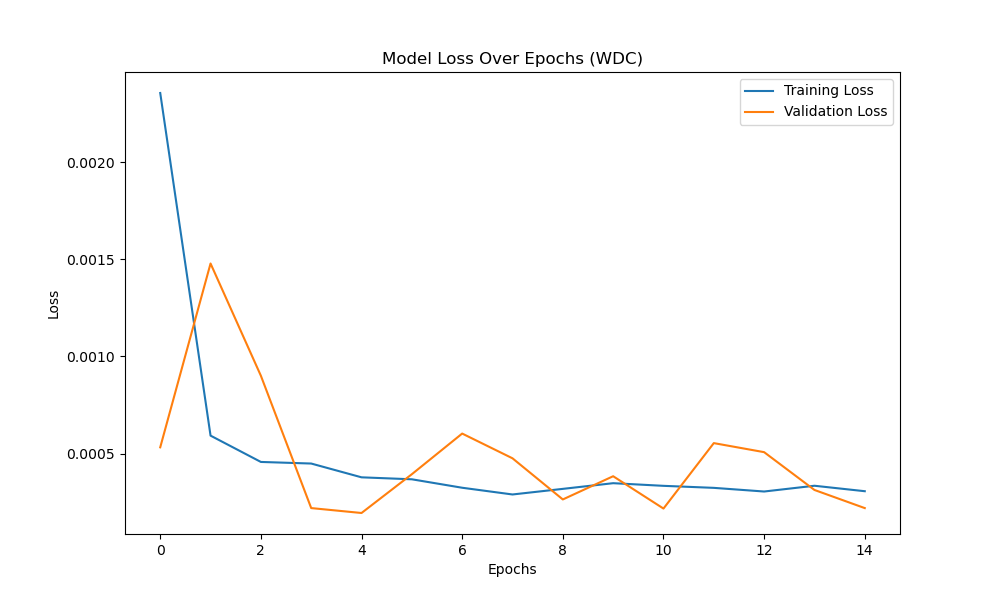 Model Loss Over Epochs (WDC)
Training Loss
Validation Loss
0.0020
0.0015
0.0010
0.0005
Loss
0 2 4 6 8 10 12 14
Epochs